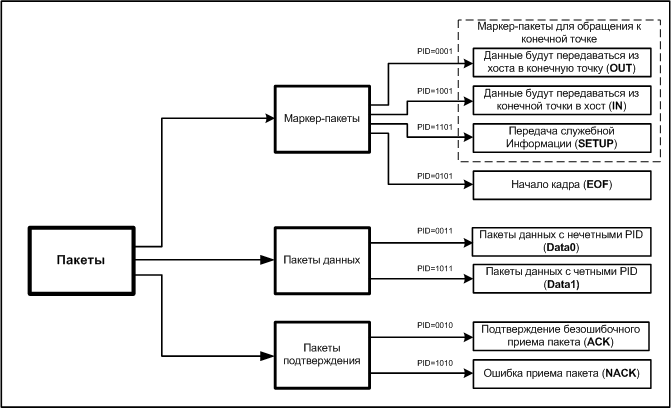 Маркер-пакеты для обращения к
конечной точке
PID=0001
Данные будут передаваться из
хоста в конечную точку (OUT)
PID=1001
Данные будут передаваться из
конечной точки в хост (IN)
Маркер-пакеты
PID=1101
Передача служебной
Информации (SETUP)
PID=0101
Начало кадра (EOF)
Пакеты
PID=0011
Пакеты данных с нечетными PID
(Data0)
Пакеты данных
PID=1011
Пакеты данных с четными PID
(Data1)
PID=0010
Подтверждение безошибочного
приема пакета (ACK)
Пакеты
подтверждения
PID=1010
Ошибка приема пакета (NACK)